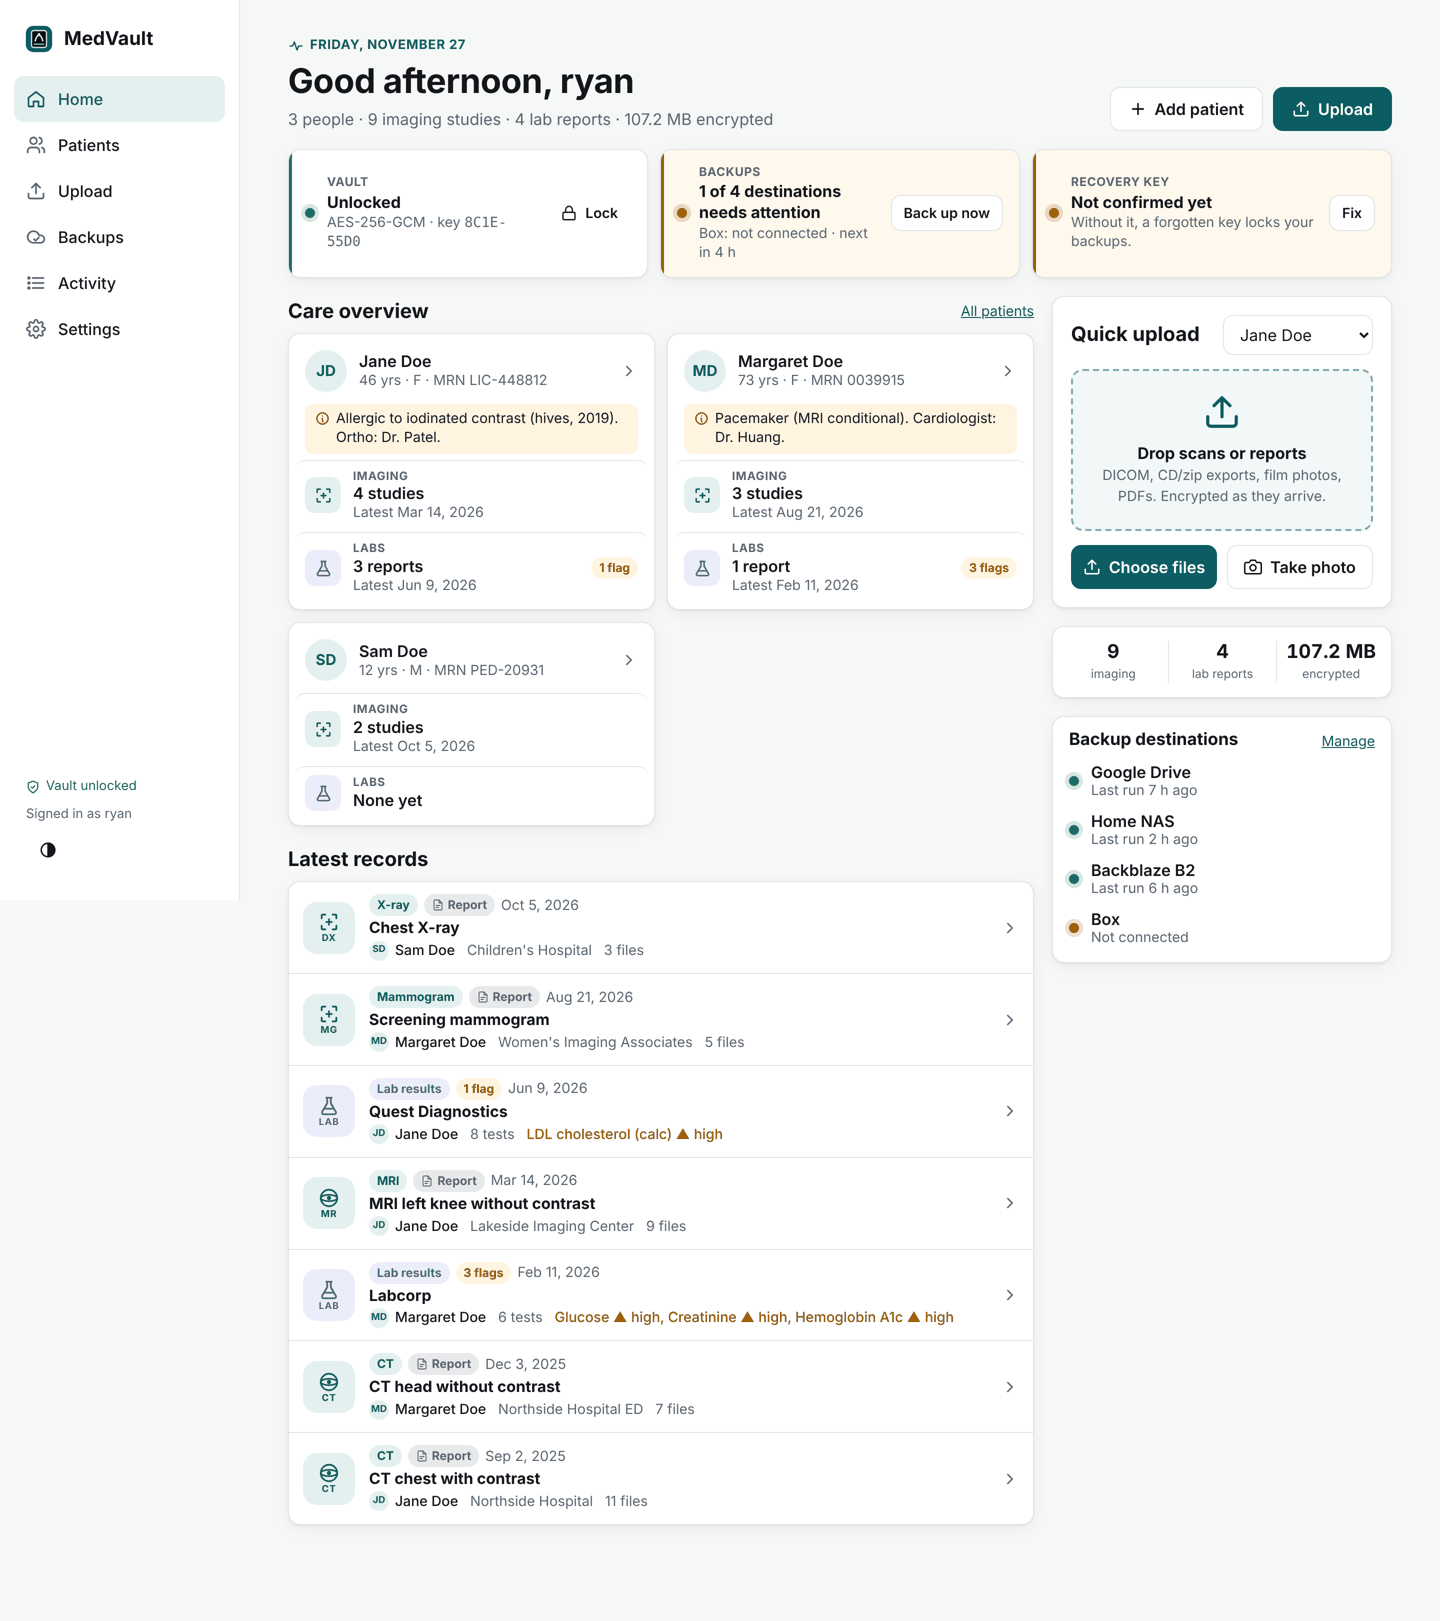 MedVault
Home
Patients
Upload
Backups
Activity
Settings
Vault unlocked
Signed in as ryan
FRIDAY, NOVEMBER 27
Good afternoon, ryan
3 people · 9 imaging studies · 4 lab reports · 107.2 MB encrypted
Add patient
Upload
VAULT
Unlocked
AES-256-GCM · key 8C1E-
55D0
Lock
BACKUPS
1 of 4 destinations
needs attention
Box: not connected · next
in 4 h
Back up now
RECOVERY KEY
Not confirmed yet
Without it, a forgotten key locks your
backups.
Fix
Care overview
All patients
JD
Jane Doe
46 yrs · F · MRN LIC-448812
Allergic to iodinated contrast (hives, 2019).
Ortho: Dr. Patel.
IMAGING
4 studies
Latest Mar 14, 2026
LABS
3 reports
Latest Jun 9, 2026
1 flag
MD
Margaret Doe
73 yrs · F · MRN 0039915
Pacemaker (MRI conditional). Cardiologist:
Dr. Huang.
IMAGING
3 studies
Latest Aug 21, 2026
LABS
1 report
Latest Feb 11, 2026
3 flags
SD
Sam Doe
12 yrs · M · MRN PED-20931
IMAGING
2 studies
Latest Oct 5, 2026
LABS
None yet
Latest records
DX
X-ray Report Oct 5, 2026
Chest X-ray
SD Sam Doe Children's Hospital 3 files
MG
Mammogram Report Aug 21, 2026
Screening mammogram
MD Margaret Doe Women's Imaging Associates 5 files
LAB
Lab results 1 flag Jun 9, 2026
Quest Diagnostics
JD Jane Doe 8 tests LDL cholesterol (calc) ▲ high
MR
MRI Report Mar 14, 2026
MRI left knee without contrast
JD Jane Doe Lakeside Imaging Center 9 files
LAB
Lab results 3 flags Feb 11, 2026
Labcorp
MD Margaret Doe 6 tests Glucose ▲ high, Creatinine ▲ high, Hemoglobin A1c ▲ high
CT
CT Report Dec 3, 2025
CT head without contrast
MD Margaret Doe Northside Hospital ED 7 files
CT
CT Report Sep 2, 2025
CT chest with contrast
JD Jane Doe Northside Hospital 11 files
Quick upload
Jane Doe
Drop scans or reports
DICOM, CD/zip exports, film photos,
PDFs. Encrypted as they arrive.
Choose files
Take photo
9
imaging
4
lab reports
107.2 MB
encrypted
Backup destinations
Manage
Google Drive
Last run 7 h ago
Home NAS
Last run 2 h ago
Backblaze B2
Last run 6 h ago
Box
Not connected